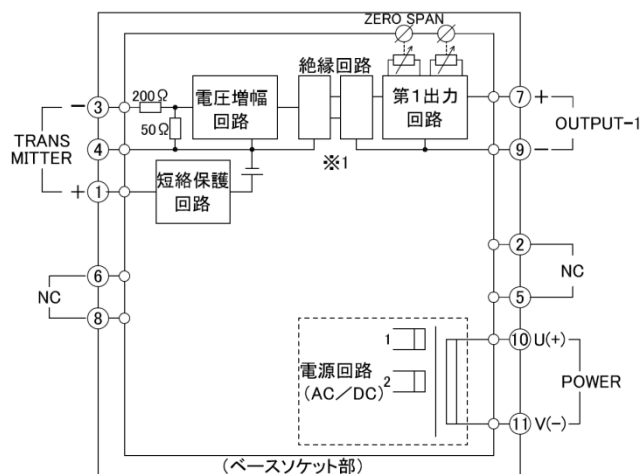 ZERO SPAN
絶縁回路
200Ω
50Ω
電圧増幅
回路
第1出力
回路
※1
短絡保護
回路
TRANS
MITTER
－
3
4
＋
1
6
NC
8
7
＋
OUTPUT-1
9
－
2
NC
5
10
U(+)
POWER
11
V(-)
1
電源回路
2
(AC／DC)
(ベースソケット部)